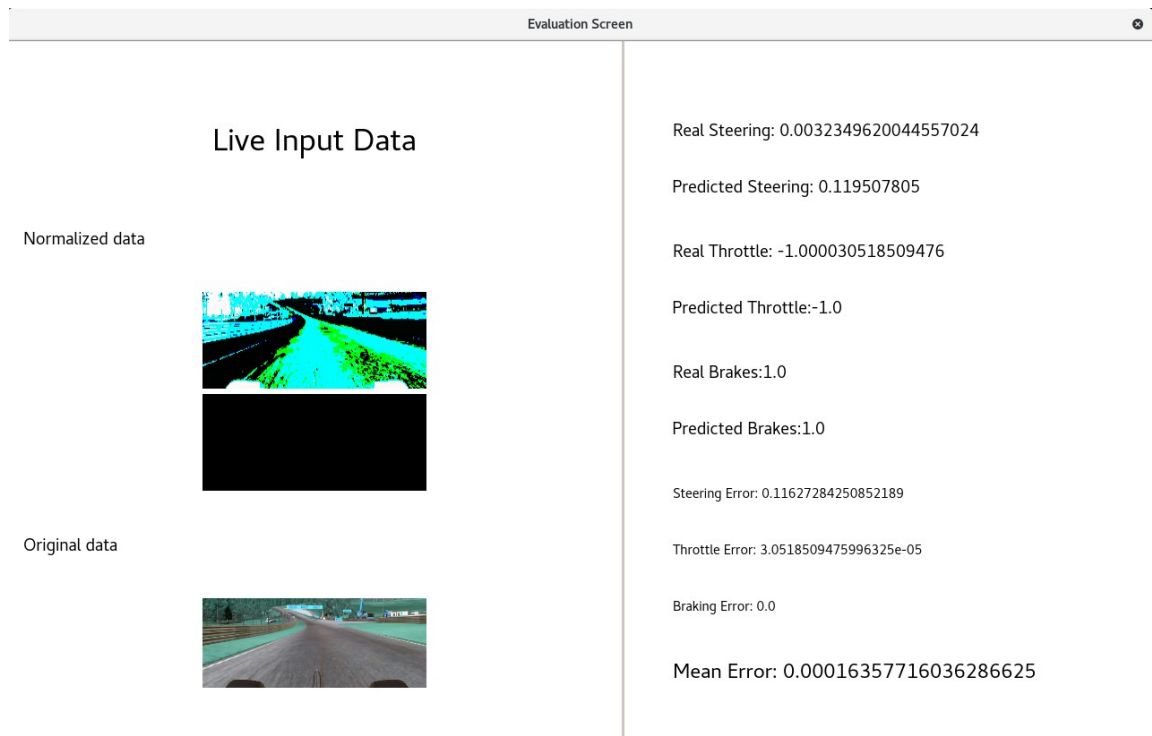 Evaluation Screen
Live Input Data
Normalized data
Original data
Real Steering: 0.0032349620044557024
Predicted Steering: 0.119507805
Real Throttle: -1.000030518509476
Predicted Throttle:-1.0
Real Brakes:1.0
Predicted Brakes:1.0
Steering Error: 0.11627284250852189
Throttle Error: 3.0518509475996325e-05
Braking Error: 0.0
Mean Error: 0.00016357716036286625